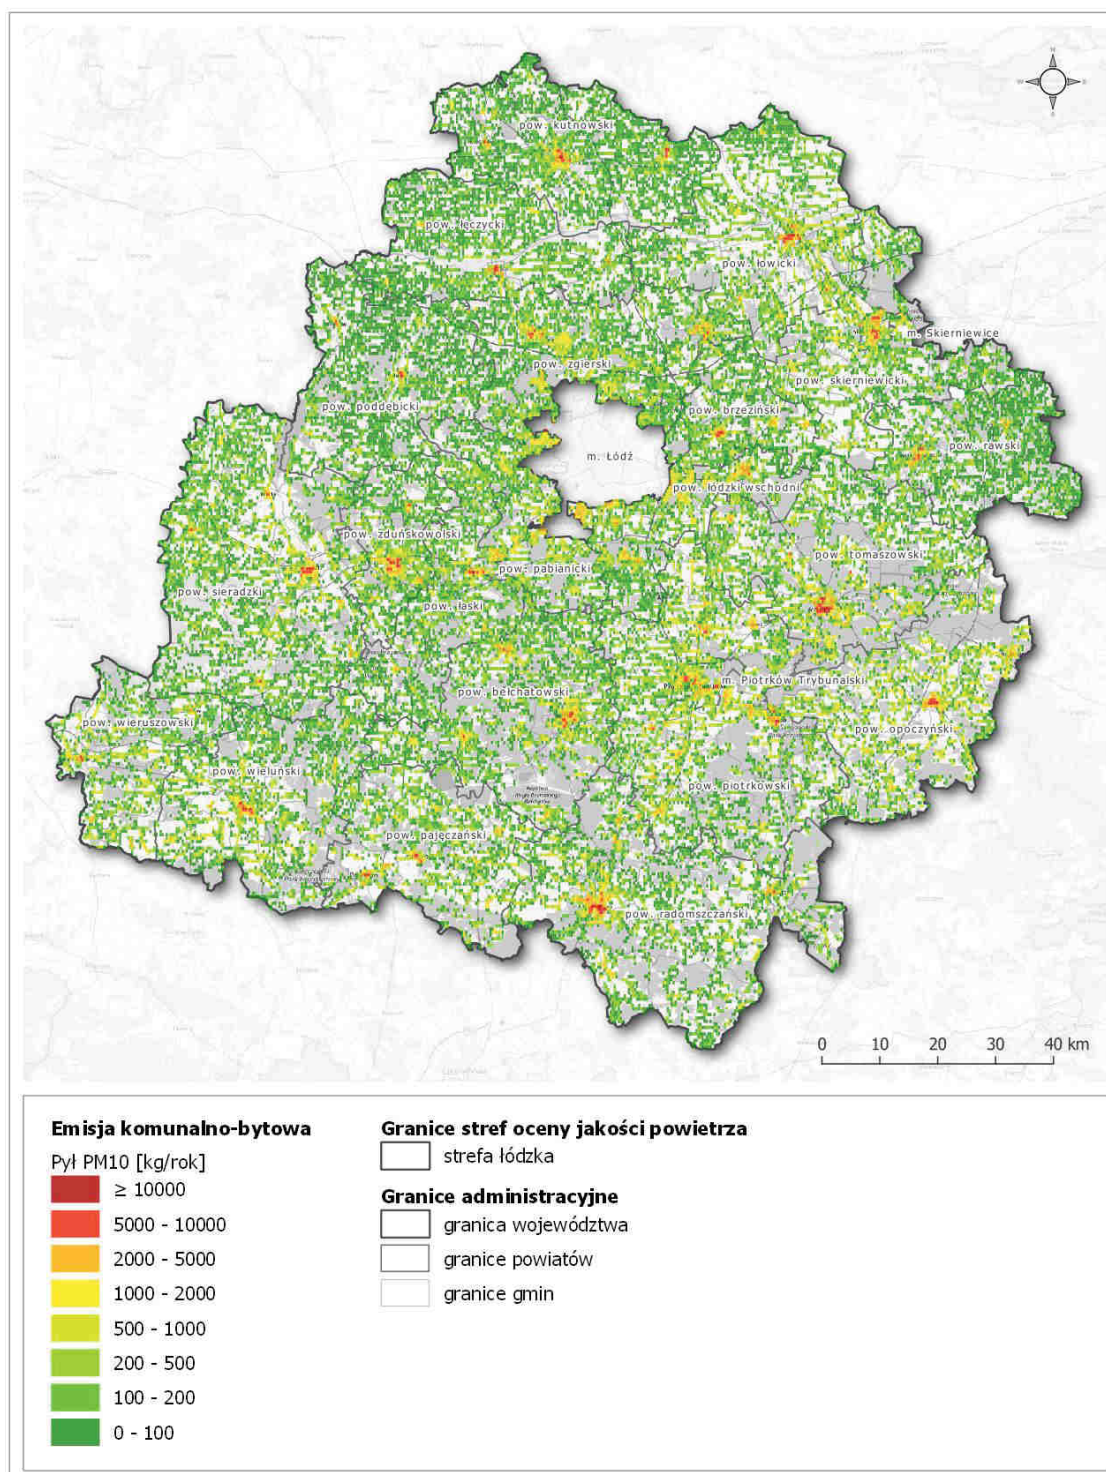 N
pow. kutnowski
pow. łęczycki
pow. łowicki
m. Skierniewice
pow. zgierski
pow. skierniewicki
pow. poddębicki
pow. brzeziński
pow. rawski
m. Łódź
pow. łódzki wschodni
pow. zduńskowolski
pow. tomaszowski
pow. pabianicki
pow. sieradzki
pow. łaski
m. Piotrków Trybunalski
pow. bełchatowski
pow. wieruszowski
pow. opoczyński
pow. wieluński
pow. piotrkowski
pow. pajęczański
pow. radomszczański
0 10 20 30 40 km
Emisja komunalno-bytowa
Pył PM10 [kg/rok]
≥ 10000
5000 - 10000
2000 - 5000
1000 - 2000
500 - 1000
200 - 500
100 - 200
0 - 100
Granice stref oceny jakości powietrza
strefa łódzka
Granice administracyjne
granica województwa
granice powiatów
granice gmin